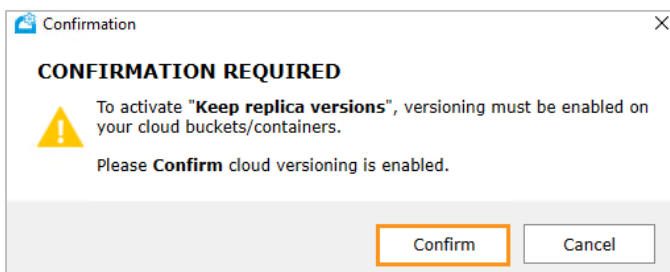 Confirmation
CONFIRMATION REQUIRED
To activate "Keep replica versions", versioning must be enabled on
your cloud buckets/containers.
Please Confirm cloud versioning is enabled.
Confirm
Cancel